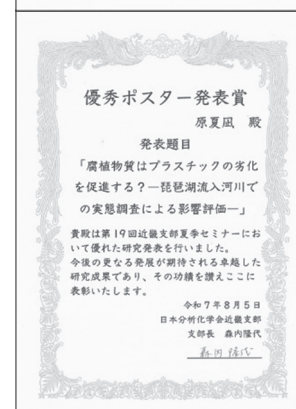 優秀ポスター発表賞
原夏凪 殿
発表題目
「腐植物質はプラスチックの劣化
を促進する？―琵琶湖流入河川で
の実態調査による影響評価―」
貴殿は第19回近畿支部夏季セミナーにお
いて優れた研究発表を行いました。
今後の更なる発展が期待される卓越した
研究成果であり、その功績を讃えここに
表彰いたします。
令和7年8月5日
日本分析化学会近畿支部
支部長 森内隆代
森内隆代